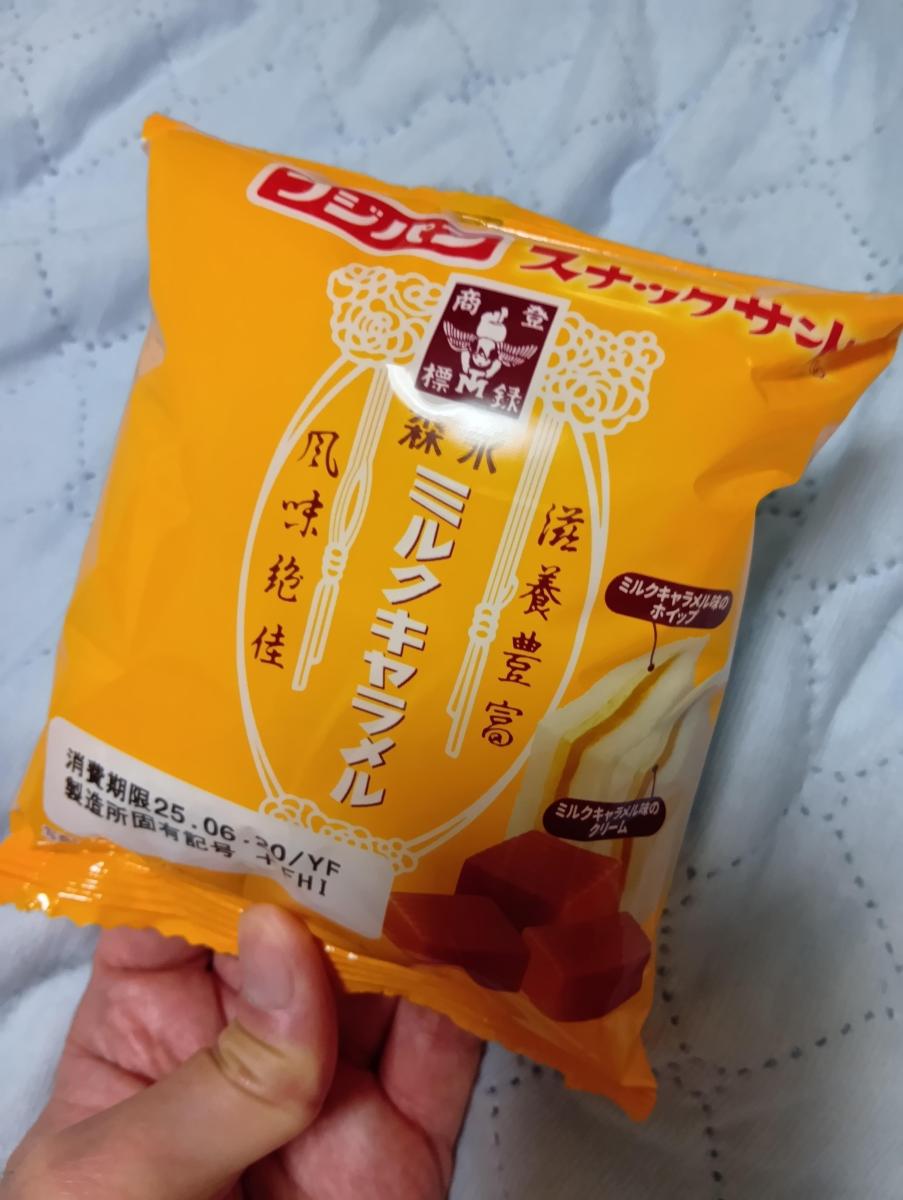 フジパン
スナックサンド
商登
標録
森永
ミルクキャラメル
滋養豊富
風味絶佳
ミルクキャラメル味の
ホイップ
ミルクキャラメル味の
クリーム
消費期限25.06.20/YF
製造所固有記号